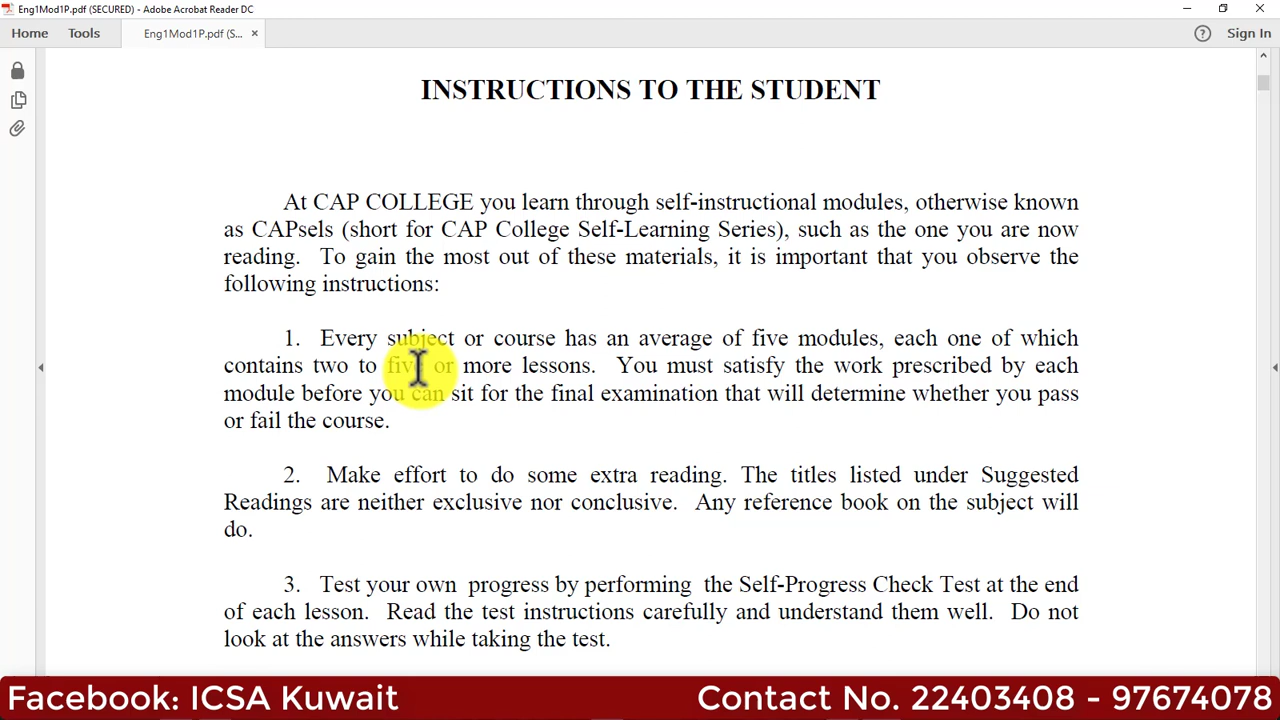 Eng1Mod1P.pdf (SECURED) - Adobe Acrobat Reader DC
Home Tools Eng1Mod1P.pdf (S... × ? Sign In
INSTRUCTIONS TO THE STUDENT
At CAP COLLEGE you learn through self-instructional modules, otherwise known
as CAPsels (short for CAP College Self-Learning Series), such as the one you are now
reading. To gain the most out of these materials, it is important that you observe the
following instructions:
1. Every subject or course has an average of five modules, each one of which
contains two to five or more lessons. You must satisfy the work prescribed by each
module before you can sit for the final examination that will determine whether you pass
or fail the course.
2. Make effort to do some extra reading. The titles listed under Suggested
Readings are neither exclusive nor conclusive. Any reference book on the subject will
do.
3. Test your own progress by performing the Self-Progress Check Test at the end
of each lesson. Read the test instructions carefully and understand them well. Do not
look at the answers while taking the test.
Facebook: ICSA Kuwait Contact No. 22403408 - 97674078